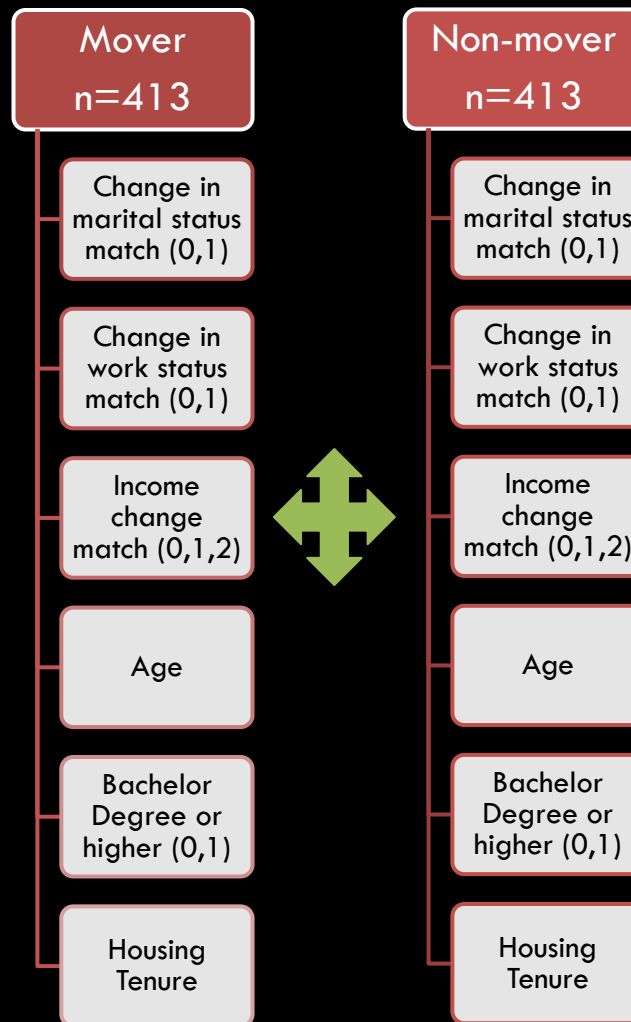 Mover
n=413
Change in
marital status
match (0,1)
Change in
work status
match (0,1)
Income
change
match (0,1,2)
Age
Bachelor
Degree or
higher (0,1)
Housing
Tenure
Non-mover
n=413
Change in
marital status
match (0,1)
Change in
work status
match (0,1)
Income
change
match (0,1,2)
Age
Bachelor
Degree or
higher (0,1)
Housing
Tenure